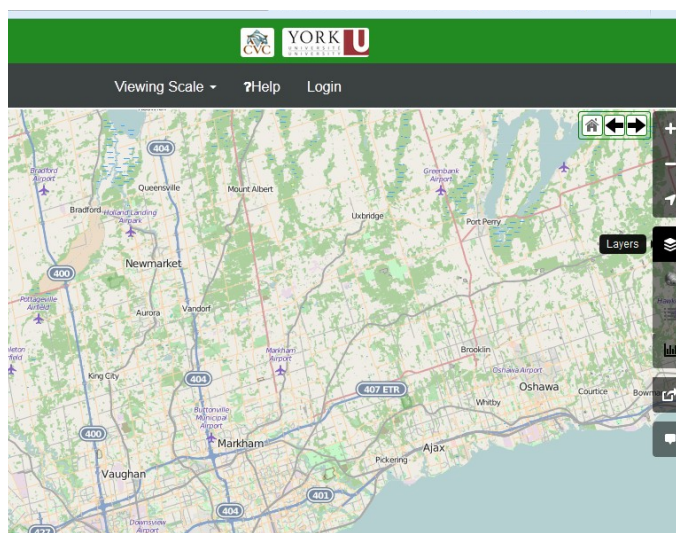 CVC
YORK U
UNIVERSITÉ
UNIVERSITY
Viewing Scale ?Help Login
404
Bradford
Airport
Queensville
Mount Albert
Greenbank
Airport
Bradford
Holland Landing
Airpark
Uxbridge
Port Perry
Layers
Newmarket
400
Pottageville
Airfield
Aurora
Vandorf
Markham
Airport
Brooklin
King City
404
Oshawa Airport
407 ETR
Oshawa
Courtice
Whitby
Buttonville
Municipal
Airport
400
Markham
Ajax
Pickering
Vaughan
401
404
Downsview
Airport
427